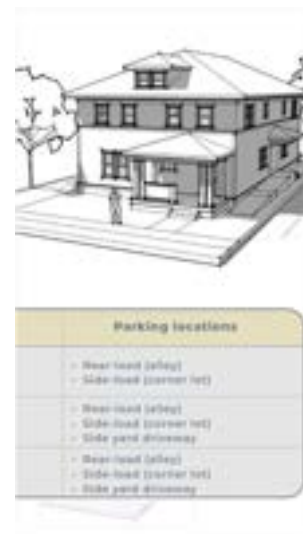 Parking locations
- Rear-load (alley)
- Side-load (corner lot)
- Rear-load (alley)
- Side-load (corner lot)
- Side yard driveway
- Rear-load (alley)
- Side-load (corner lot)
- Side yard driveway